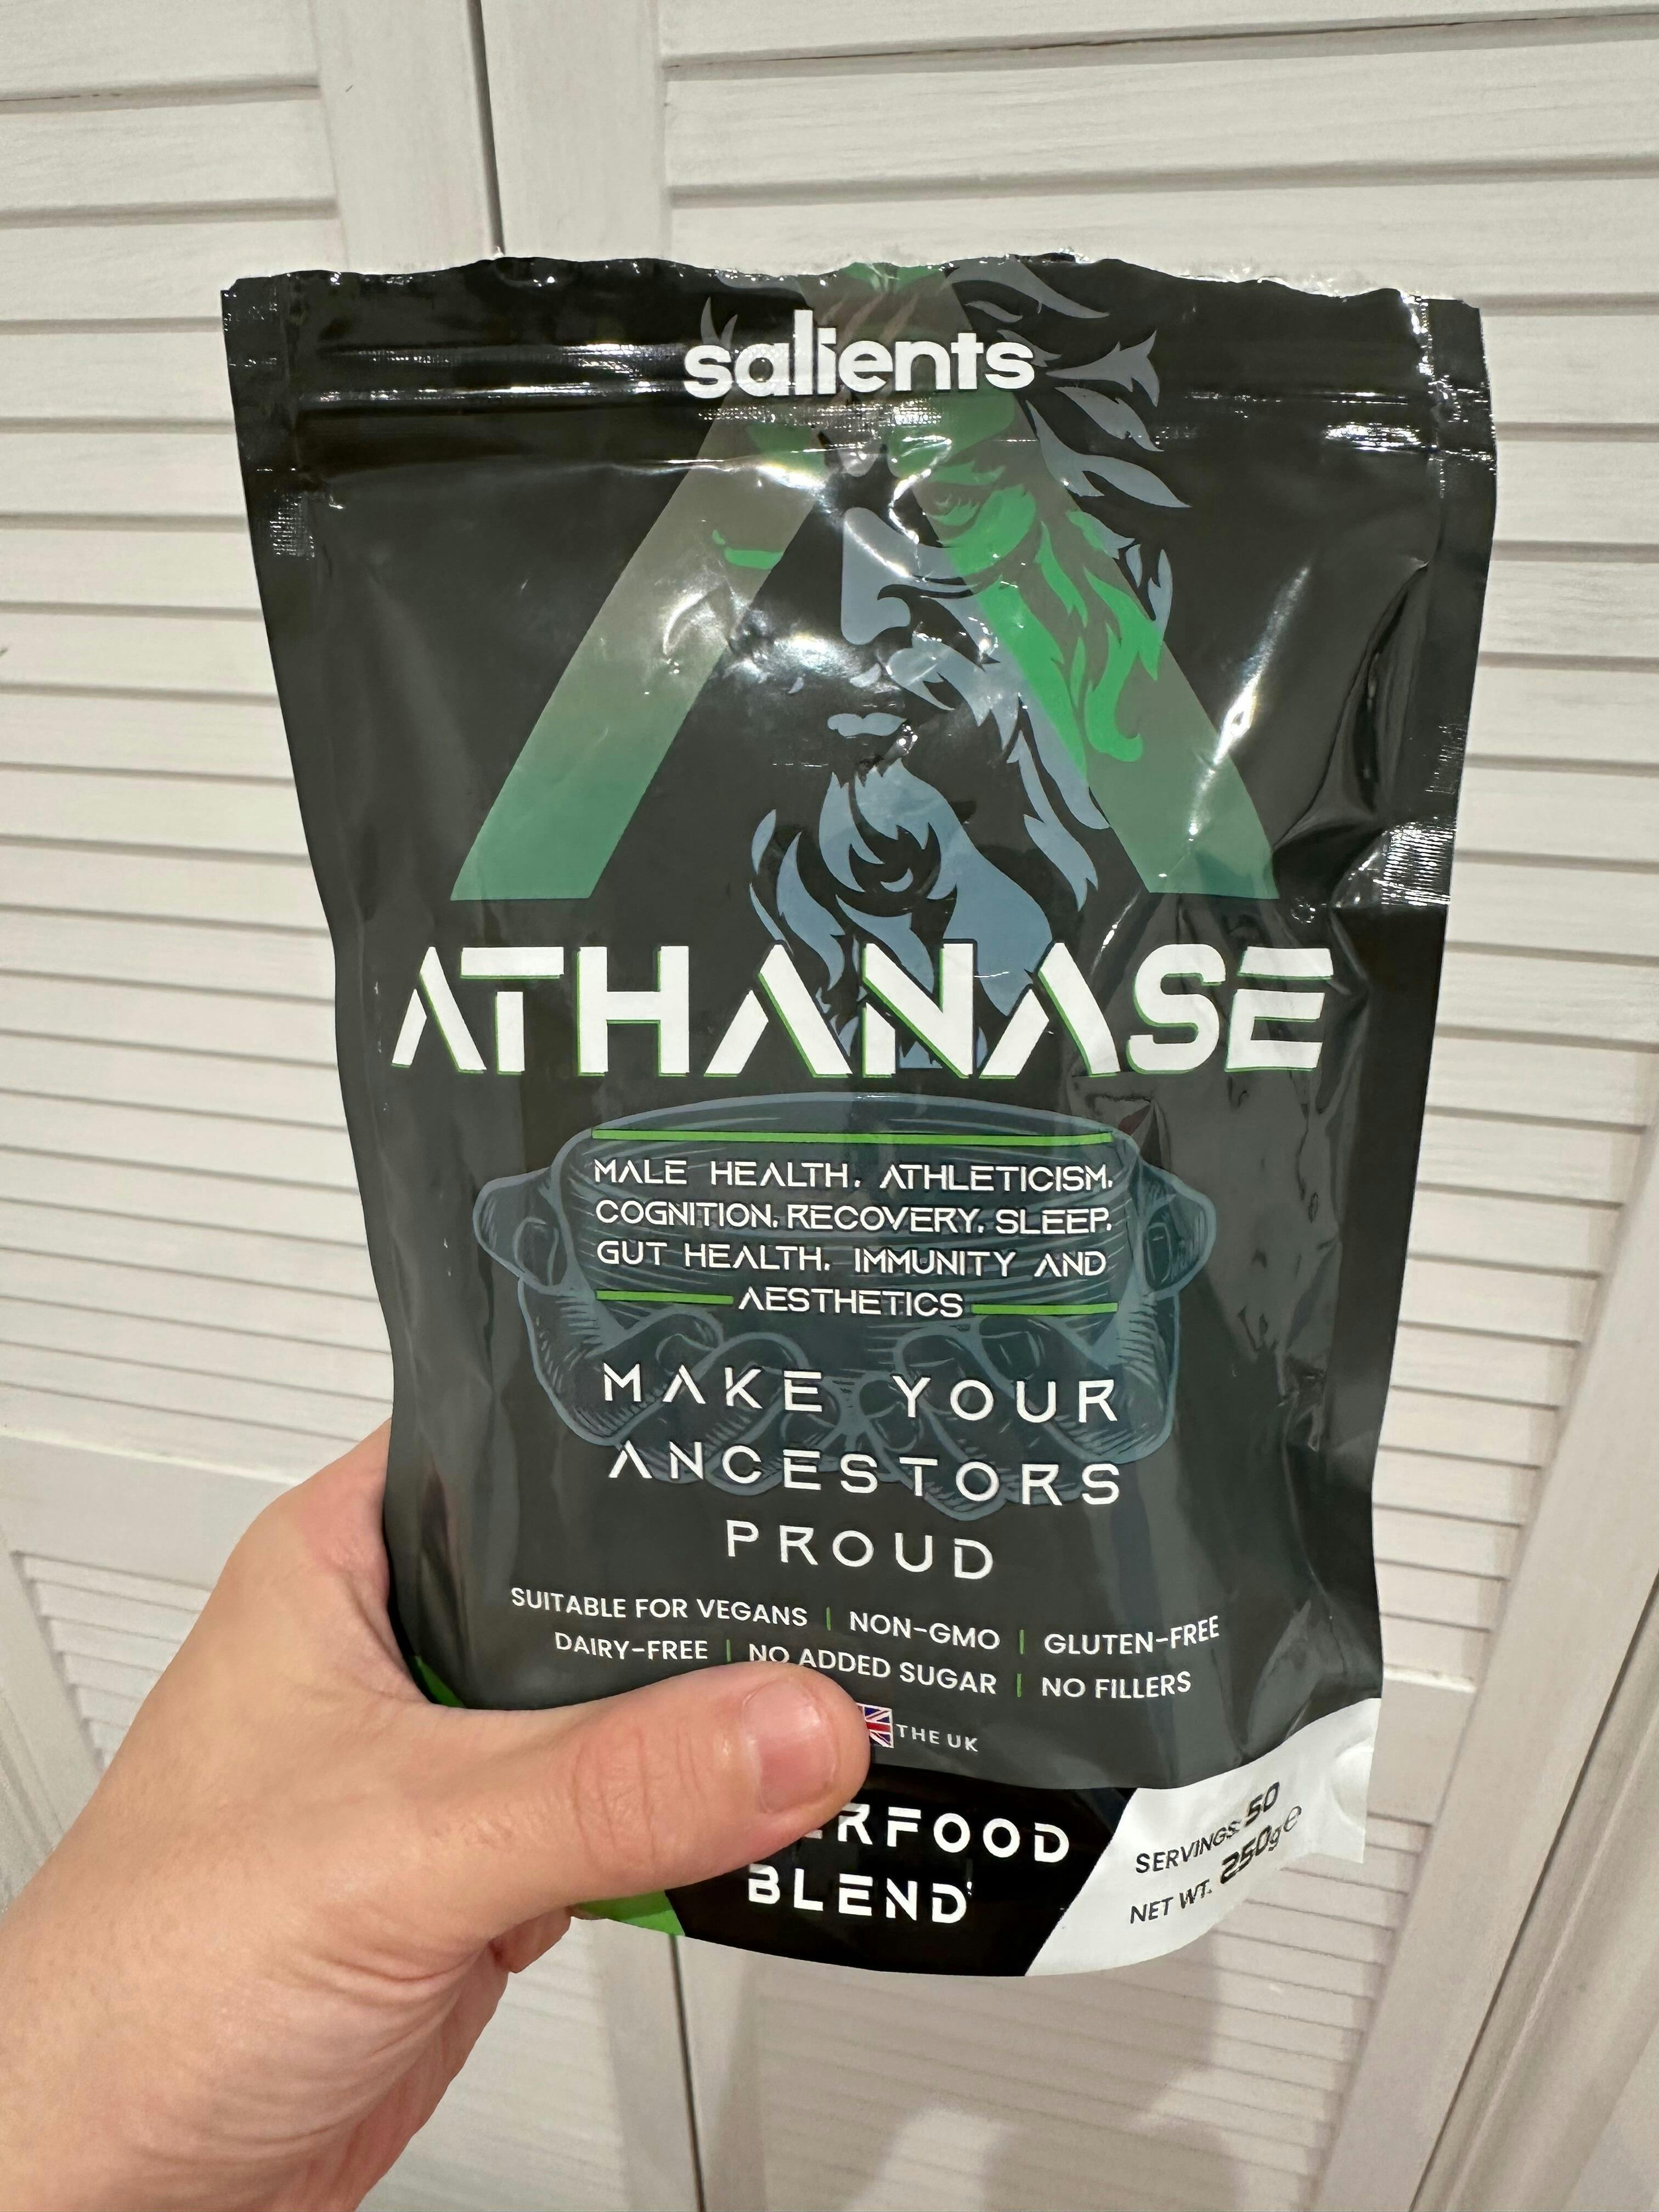 salients
ATHANASE
MALE HEALTH, ATHLETICISM,
COGNITION, RECOVERY, SLEEP,
GUT HEALTH, IMMUNITY AND
AESTHETICS
MAKE YOUR
ANCESTORS
PROUD
SUITABLE FOR VEGANS | NON-GMO | GLUTEN-FREE
DAIRY-FREE | NO ADDED SUGAR | NO FILLERS
THE UK
BLEND
SERVINGS: 50
NET WT. 250g ℮